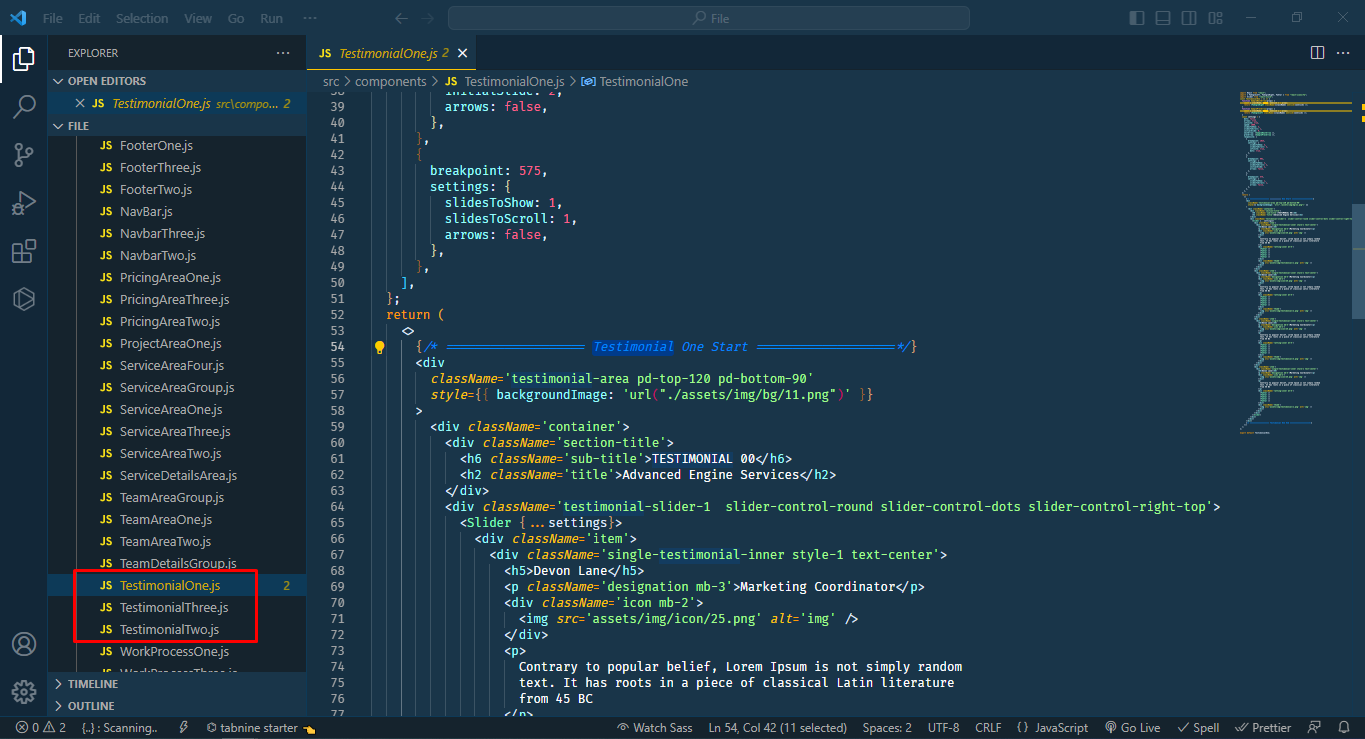 File Edit Selection View Go Run ··· File
EXPLORER ···
OPEN EDITORS
JS TestimonialOne.js src\compo... 2
FILE
JS FooterOne.js
JS FooterThree.js
JS FooterTwo.js
JS NavBar.js
JS NavbarThree.js
JS NavbarTwo.js
JS PricingAreaOne.js
JS PricingAreaThree.js
JS PricingAreaTwo.js
JS ProjectAreaOne.js
JS ServiceAreaFour.js
JS ServiceAreaGroup.js
JS ServiceAreaOne.js
JS ServiceAreaThree.js
JS ServiceAreaTwo.js
JS ServiceDetailsArea.js
JS TeamAreaGroup.js
JS TeamAreaOne.js
JS TeamAreaTwo.js
JS TeamDetailsGroup.js
JS TestimonialOne.js 2
JS TestimonialThree.js
JS TestimonialTwo.js
JS WorkProcessOne.js
JS WorkProcessThree.js
TIMELINE
OUTLINE
JS TestimonialOne.js 2
src > components > JS TestimonialOne.js > TestimonialOne
38 initialSlide: 2,
39 arrows: false,
40 },
41 },
42 {
43 breakpoint: 575,
44 settings: {
45 slidesToShow: 1,
46 slidesToScroll: 1,
47 arrows: false,
48 },
49 },
50 ],
51 };
52 return (
53 <>
54 {/* =================== Testimonial One Start ===================*/}
55 <div
56 className='testimonial-area pd-top-120 pd-bottom-90'
57 style={{ backgroundImage: 'url("./assets/img/bg/11.png")' }}
58 >
59 <div className='container'>
60 <div className='section-title'>
61 <h6 className='sub-title'>TESTIMONIAL 00</h6>
62 <h2 className='title'>Advanced Engine Services</h2>
63 </div>
64 <div className='testimonial-slider-1  slider-control-round slider-control-dots slider-control-right-top'>
65 <Slider {...settings}>
66 <div className='item'>
67 <div className='single-testimonial-inner style-1 text-center'>
68 <h5>Devon Lane</h5>
69 <p className='designation mb-3'>Marketing Coordinator</p>
70 <div className='icon mb-2'>
71 <img src='assets/img/icon/25.png' alt='img' />
72 </div>
73 <p>
74 Contrary to popular belief, Lorem Ipsum is not simply random
75 text. It has roots in a piece of classical Latin literature
76 from 45 BC
77 </p>
0 2 {..} : Scanning.. tabnine starter Watch Sass Ln 54, Col 42 (11 selected) Spaces: 2 UTF-8 CRLF {} JavaScript Go Live Spell Prettier